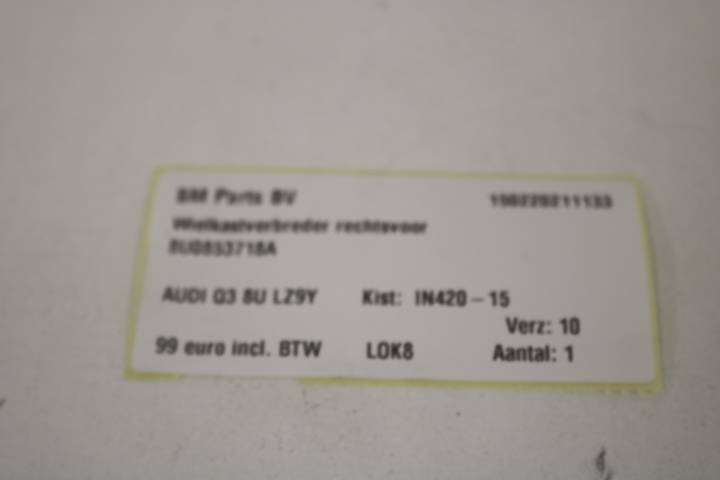 BM Parts BV 150220211133
Wielkastverbreder rechtsvoor
8U0853718A
AUDI Q3 8U LZ9Y Kist: IN420-15
Verz: 10
99 euro incl. BTW LOK8 Aantal: 1